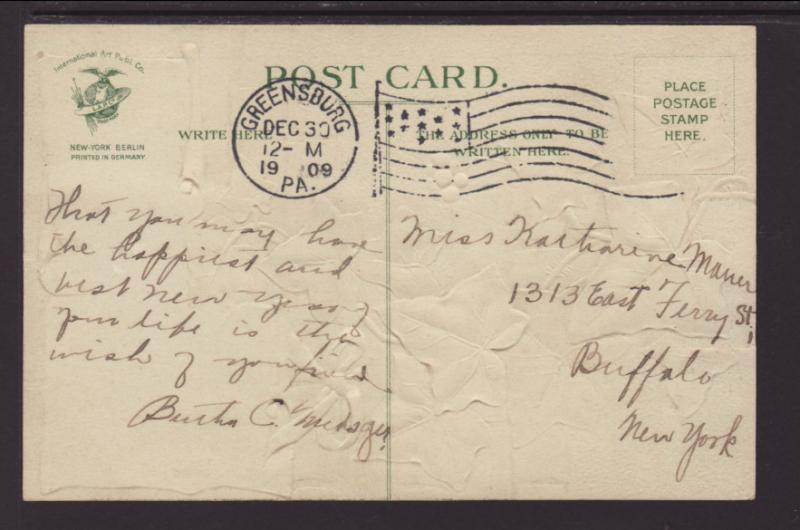 International Art Publ. Co.
NEW-YORK BERLIN
PRINTED IN GERMANY
POST CARD.
WRITE HERE
THE ADDRESS ONLY TO BE
WRITTEN HERE.
PLACE
POSTAGE
STAMP
HERE.
GREENSBURG
DEC 30
12- M
19 09
PA.
That you may have
the happiest and
best New Year of
your life is the
wish of your friend
Bertha C.
Miss Katharine Maurer
1313 East Ferry St.,
Buffalo
New York